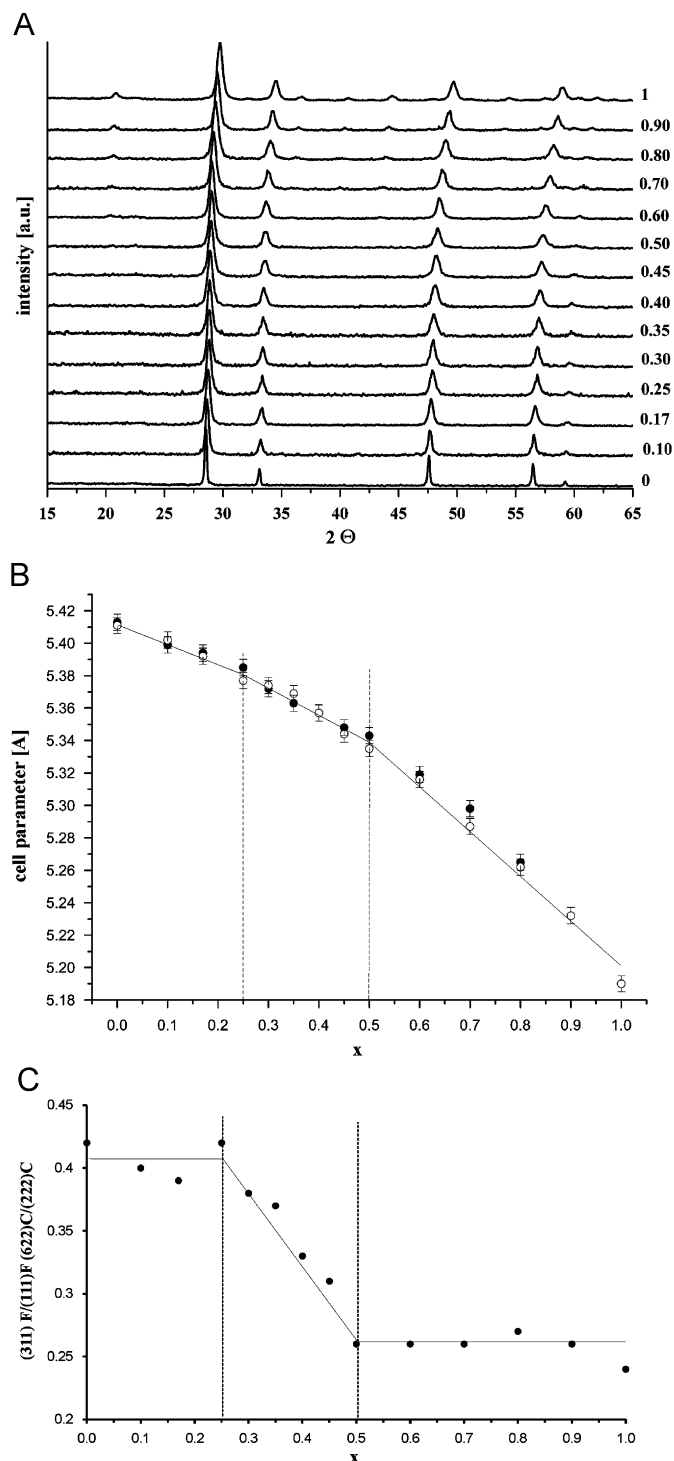 A
intensity [a.u.]
1
0.90
0.80
0.70
0.60
0.50
0.45
0.40
0.35
0.30
0.25
0.17
0.10
0
15 20 25 30 35 40 45 50 55 60 65
2 Θ
B
cell parameter [A]
5.42
5.40
5.38
5.36
5.34
5.32
5.30
5.28
5.26
5.24
5.22
5.20
5.18
0.0 0.1 0.2 0.3 0.4 0.5 0.6 0.7 0.8 0.9 1.0
x
C
(311) F/(111)F (622)C/(222)C
0.45
0.4
0.35
0.3
0.25
0.2
0.0 0.1 0.2 0.3 0.4 0.5 0.6 0.7 0.8 0.9 1.0
x